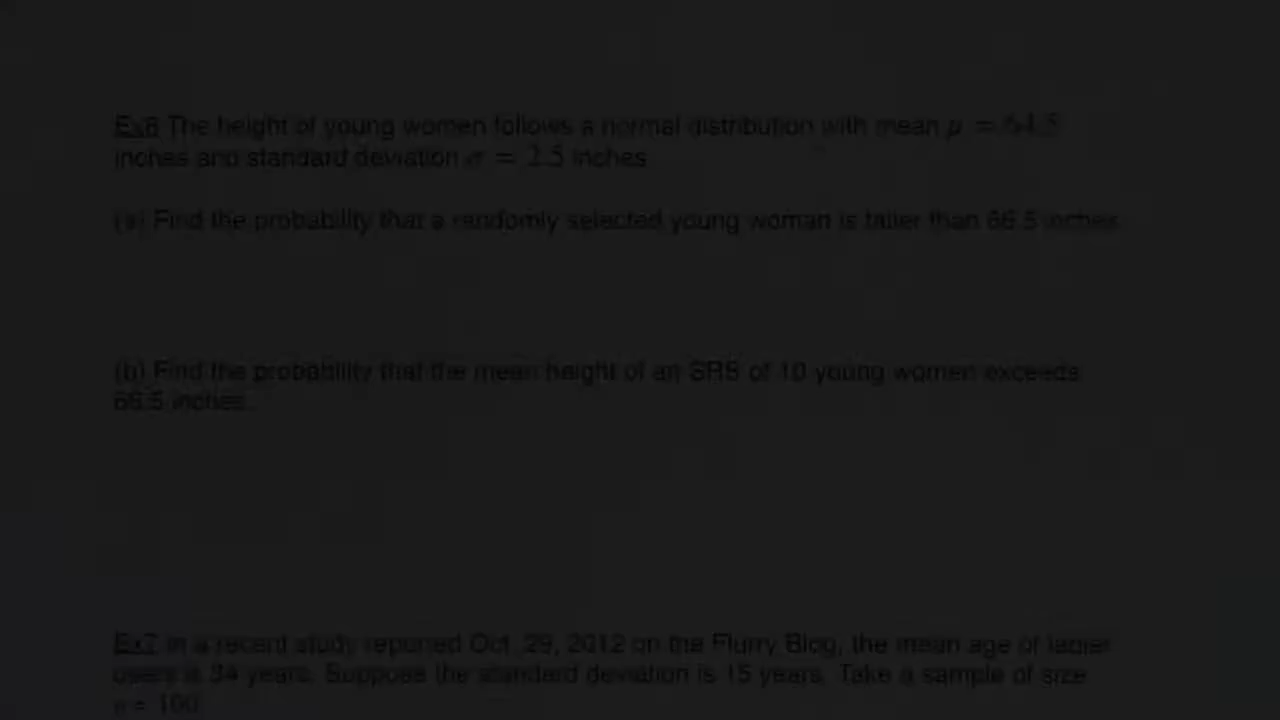 Ex6 The height of young women follows a normal distribution with mean μ = 64.5
inches and standard deviation σ = 2.5 inches
(a) Find the probability that a randomly selected young woman is taller than 66.5 inches.
(b) Find the probability that the mean height of an SRS of 10 young women exceeds
66.5 inches.
Ex7 In a recent study reported Oct. 29, 2012 on the Flurry Blog, the mean age of tablet
users is 34 years. Suppose the standard deviation is 15 years. Take a sample of size
n = 100